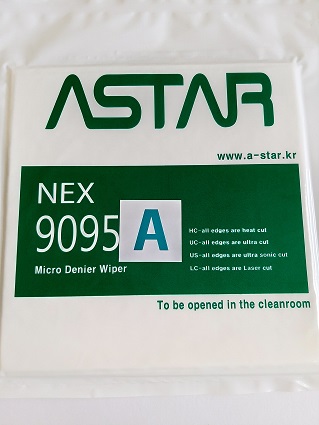 ASTAR
www.a-star.kr
NEX
9095 A
Micro Denier Wiper
HC-all edges are heat cut
UC-all edges are ultra cut
US-all edges are ultra sonic cut
LC-all edges are Laser cut
To be opened in the cleanroom